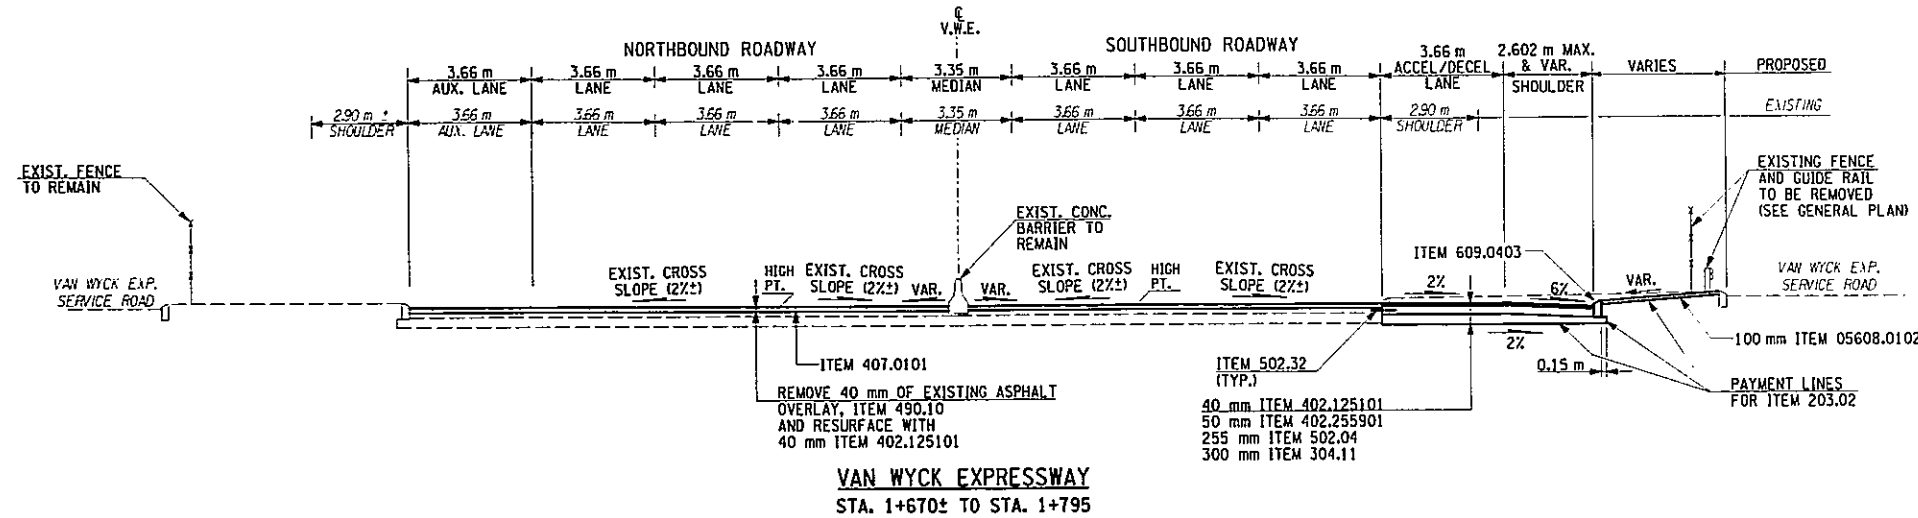 ℄
V.W.E.
NORTHBOUND ROADWAY
SOUTHBOUND ROADWAY
3.66 m
AUX. LANE
3.66 m
LANE
3.66 m
LANE
3.66 m
LANE
3.35 m
MEDIAN
3.66 m
LANE
3.66 m
LANE
3.66 m
LANE
3.66 m
ACCEL/DECEL
LANE
2.602 m MAX.
& VAR.
SHOULDER
VARIES
PROPOSED
2.90 m ±
SHOULDER
3.66 m
AUX. LANE
3.66 m
LANE
3.66 m
LANE
3.66 m
LANE
3.35 m
MEDIAN
3.66 m
LANE
3.66 m
LANE
3.66 m
LANE
2.90 m
SHOULDER
EXISTING
EXIST. FENCE
TO REMAIN
EXIST. CONC.
BARRIER TO
REMAIN
EXISTING FENCE
AND GUIDE RAIL
TO BE REMOVED
(SEE GENERAL PLAN)
ITEM 609.0403
VAN WYCK EXP.
SERVICE ROAD
EXIST. CROSS
SLOPE (2%±)
HIGH
PT.
EXIST. CROSS
SLOPE (2%±)
VAR.
VAR.
EXIST. CROSS
SLOPE (2%±)
HIGH
PT.
EXIST. CROSS
SLOPE (2%±)
2%
6%
VAR.
VAN WYCK EXP.
SERVICE ROAD
100 mm ITEM 05608.0102
2%
0.15 m
PAYMENT LINES
FOR ITEM 203.02
ITEM 407.0101
REMOVE 40 mm OF EXISTING ASPHALT
OVERLAY, ITEM 490.10
AND RESURFACE WITH
40 mm ITEM 402.125101
ITEM 502.32
(TYP.)
40 mm ITEM 402.125101
50 mm ITEM 402.255901
255 mm ITEM 502.04
300 mm ITEM 304.11
VAN WYCK EXPRESSWAY
STA. 1+670± TO STA. 1+795